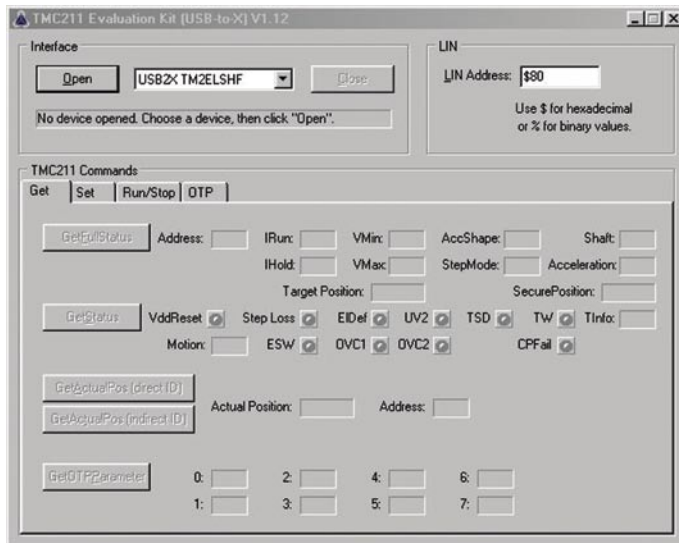 TMC211 Evaluation Kit (USB-to-X) V1.12
Interface
Open
USB2X TM2ELSHF
Close
No device opened. Choose a device, then click "Open".
LIN
LIN Address: $80
Use $ for hexadecimal
or % for binary values.
TMC211 Commands
Get Set Run/Stop OTP
GetFullStatus Address: IRun: VMin: AccShape: Shaft:
IHold: VMax: StepMode: Acceleration:
Target Position: SecurePosition:
GetStatus VddReset Step Loss ElDef UV2 TSD TW TInfo:
Motion: ESW OVC1 OVC2 CPFail
GetActualPos (direct ID)
GetActualPos (indirect ID)
Actual Position: Address:
GetOTPParameter 0: 2: 4: 6:
1: 3: 5: 7: